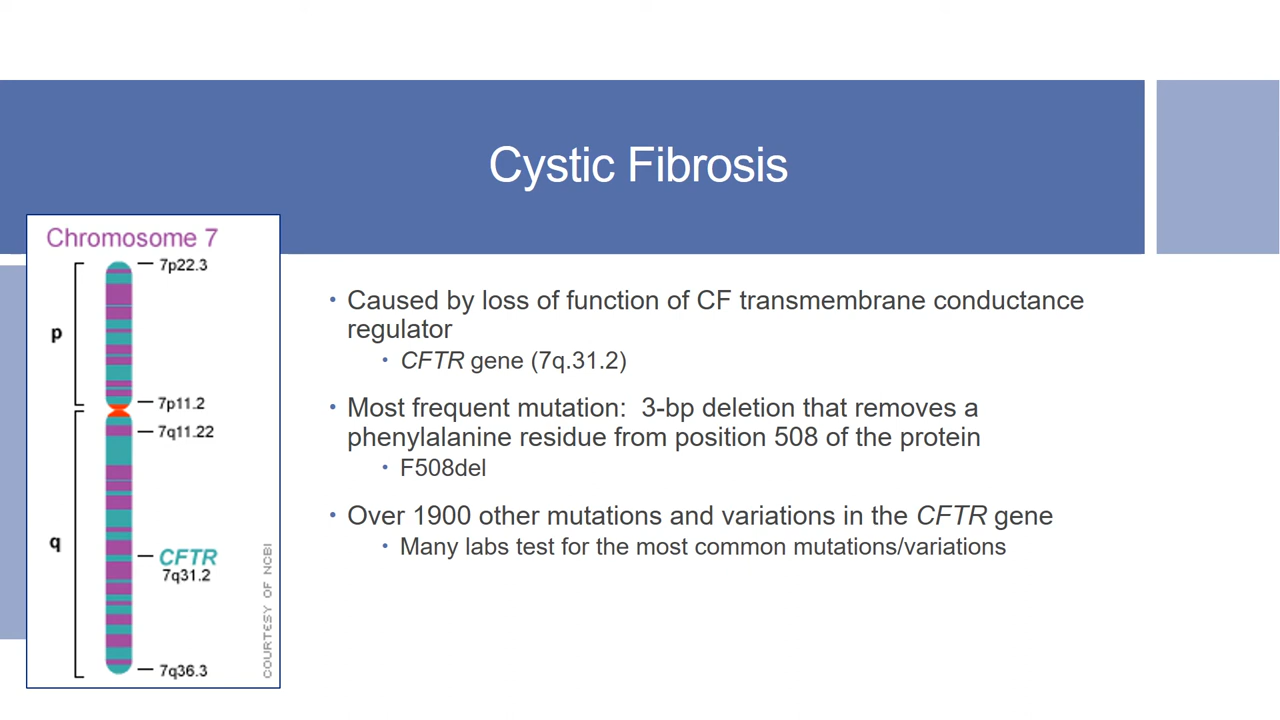 Cystic Fibrosis
Chromosome 7
7p22.3
p
7p11.2
7q11.22
q
CFTR
7q31.2
7q36.3
COURTESY OF NCBI
• Caused by loss of function of CF transmembrane conductance
regulator
• CFTR gene (7q.31.2)
• Most frequent mutation:  3-bp deletion that removes a
phenylalanine residue from position 508 of the protein
• F508del
• Over 1900 other mutations and variations in the CFTR gene
• Many labs test for the most common mutations/variations